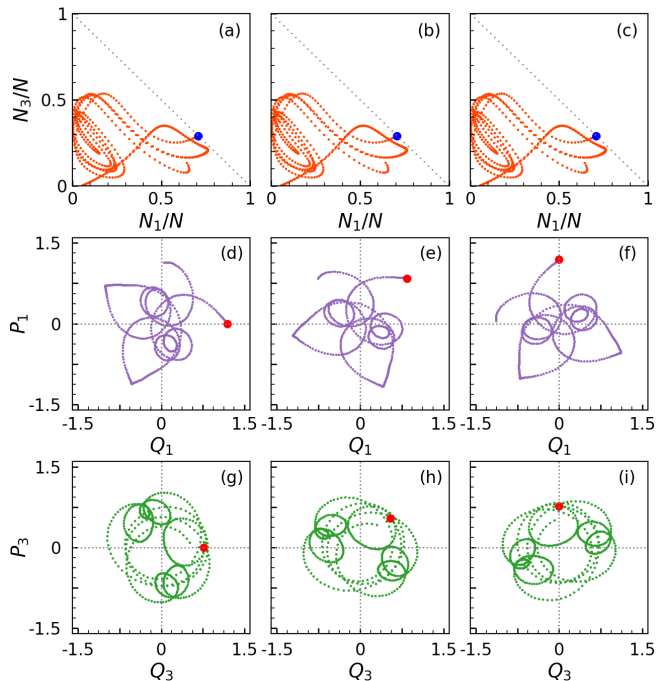 1 (a) (b) (c)
N₃/N 0.5
0
0 0.5 1 0 0.5 1 0 0.5 1
N₁/N N₁/N N₁/N
1.5 (d) (e) (f)
P₁ 0
-1.5
-1.5 0 1.5 -1.5 0 1.5 -1.5 0 1.5
Q₁ Q₁ Q₁
1.5 (g) (h) (i)
P₃ 0
-1.5
-1.5 0 1.5 -1.5 0 1.5 -1.5 0 1.5
Q₃ Q₃ Q₃